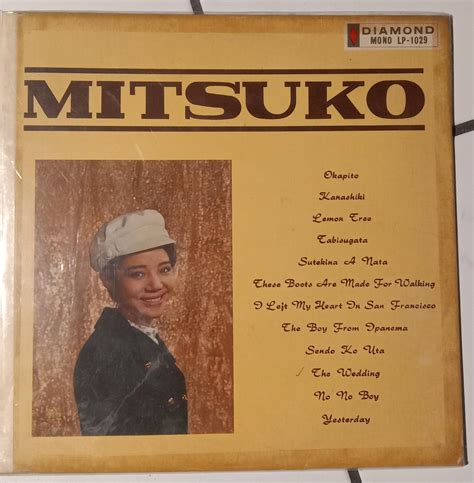 DIAMOND
MONO LP-1029
MITSUKO
Okapito
Kanashiki
Lemon Tree
Tabisugata
Sutekina A Nata
These Boots Are Made For Walking
I Left My Heart In San Francisco
The Boy From Ipanema
Sendo Ko Uta
The Wedding
No No Boy
Yesterday